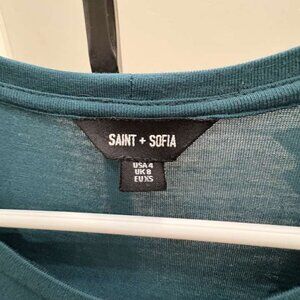 SAINT + SOFIA
USA 4
UK 8
EU XS